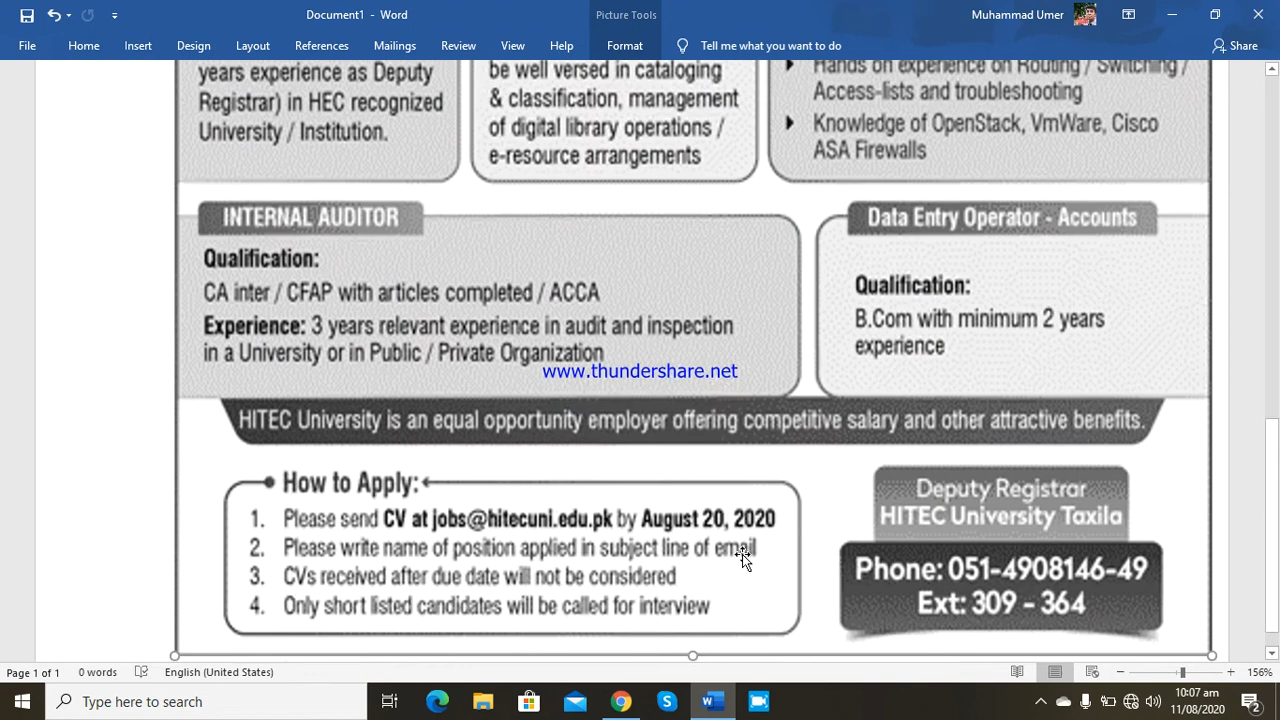 Document1 - Word
Picture Tools
Muhammad Umer
File Home Insert Design Layout References Mailings Review View Help Format Tell me what you want to do Share
years experience as Deputy
Registrar) in HEC recognized
University / Institution.
be well versed in cataloging
& classification, management
of digital library operations /
e-resource arrangements
Hands on experience on Routing / Switching /
Access-lists and troubleshooting
Knowledge of OpenStack, VmWare, Cisco
ASA Firewalls
INTERNAL AUDITOR
Qualification:
CA inter / CFAP with articles completed / ACCA
Experience: 3 years relevant experience in audit and inspection
in a University or in Public / Private Organization
www.thundershare.net
Data Entry Operator - Accounts
Qualification:
B.Com with minimum 2 years
experience
HITEC University is an equal opportunity employer offering competitive salary and other attractive benefits.
How to Apply:
1. Please send CV at jobs@hitecuni.edu.pk by August 20, 2020
2. Please write name of position applied in subject line of email
3. CVs received after due date will not be considered
4. Only short listed candidates will be called for interview
Deputy Registrar
HITEC University Taxila
Phone: 051-4908146-49
Ext: 309 - 364
Page 1 of 1 0 words English (United States) 156%
Type here to search
10:07 am
11/08/2020
2